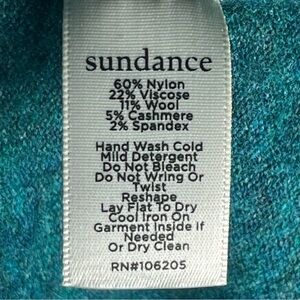 sundance
60% Nylon
22% Viscose
11% Wool
5% Cashmere
2% Spandex
Hand Wash Cold
Mild Detergent
Do Not Bleach
Do Not Wring Or
Twist
Reshape
Lay Flat To Dry
Cool Iron On
Garment Inside If
Needed
Or Dry Clean
RN#106205